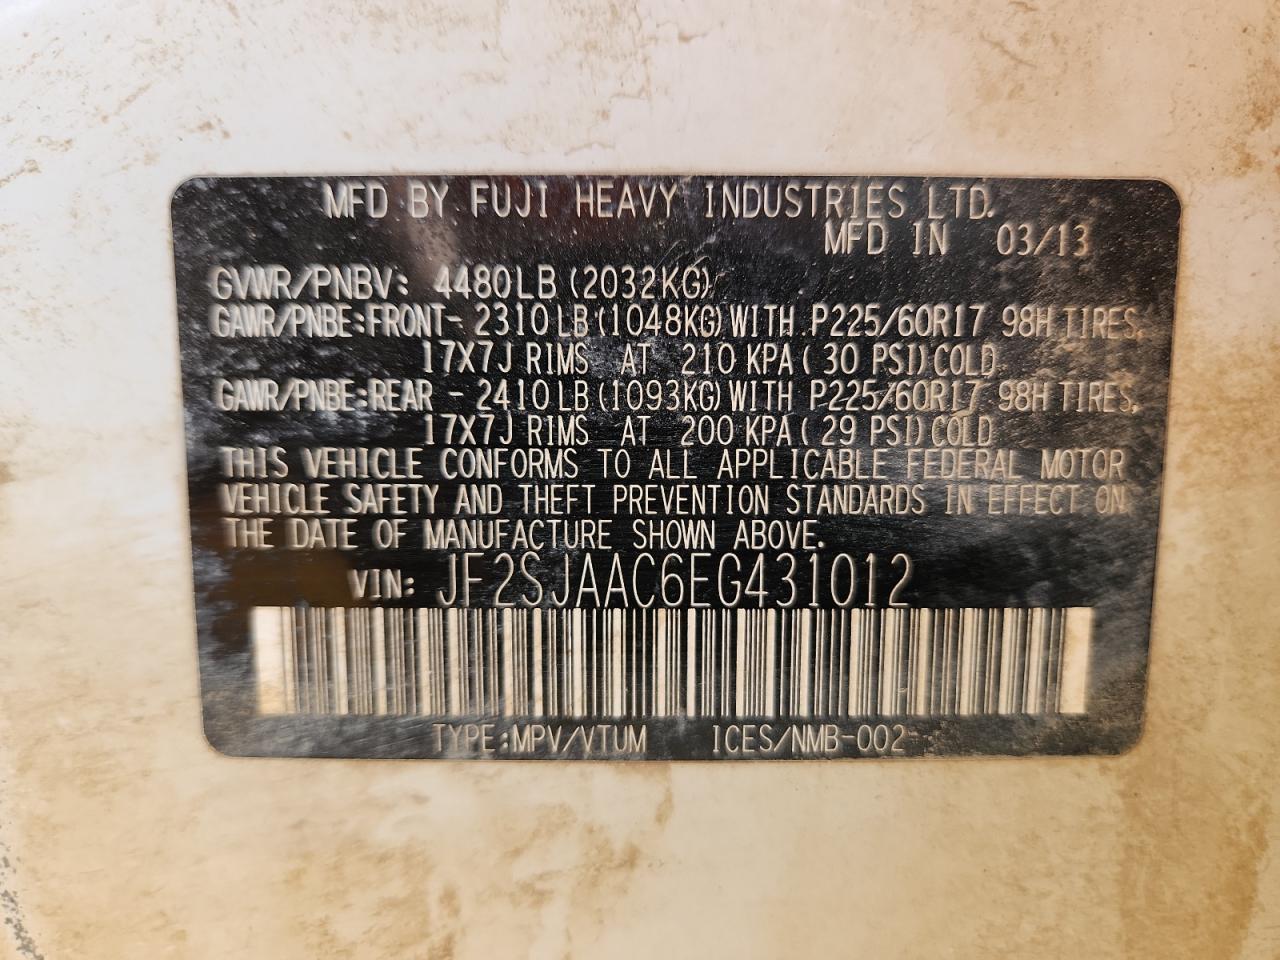 MFD BY FUJI HEAVY INDUSTRIES LTD.
MFD IN 03/13
GVWR/PNBV: 4480LB (2032KG)
GAWR/PNBE:FRONT- 2310LB(1048KG)WITH P225/60R17 98H TIRES,
17X7J RIMS AT 210 KPA( 30 PSI)COLD
GAWR/PNBE:REAR - 2410LB(1093KG)WITH P225/60R17 98H TIRES,
17X7J RIMS AT 200 KPA( 29 PSI)COLD
THIS VEHICLE CONFORMS TO ALL APPLICABLE FEDERAL MOTOR
VEHICLE SAFETY AND THEFT PREVENTION STANDARDS IN EFFECT ON
THE DATE OF MANUFACTURE SHOWN ABOVE.
VIN: JF2SJAAC6EG431012
TYPE:MPV/VTUM ICES/NMB-002